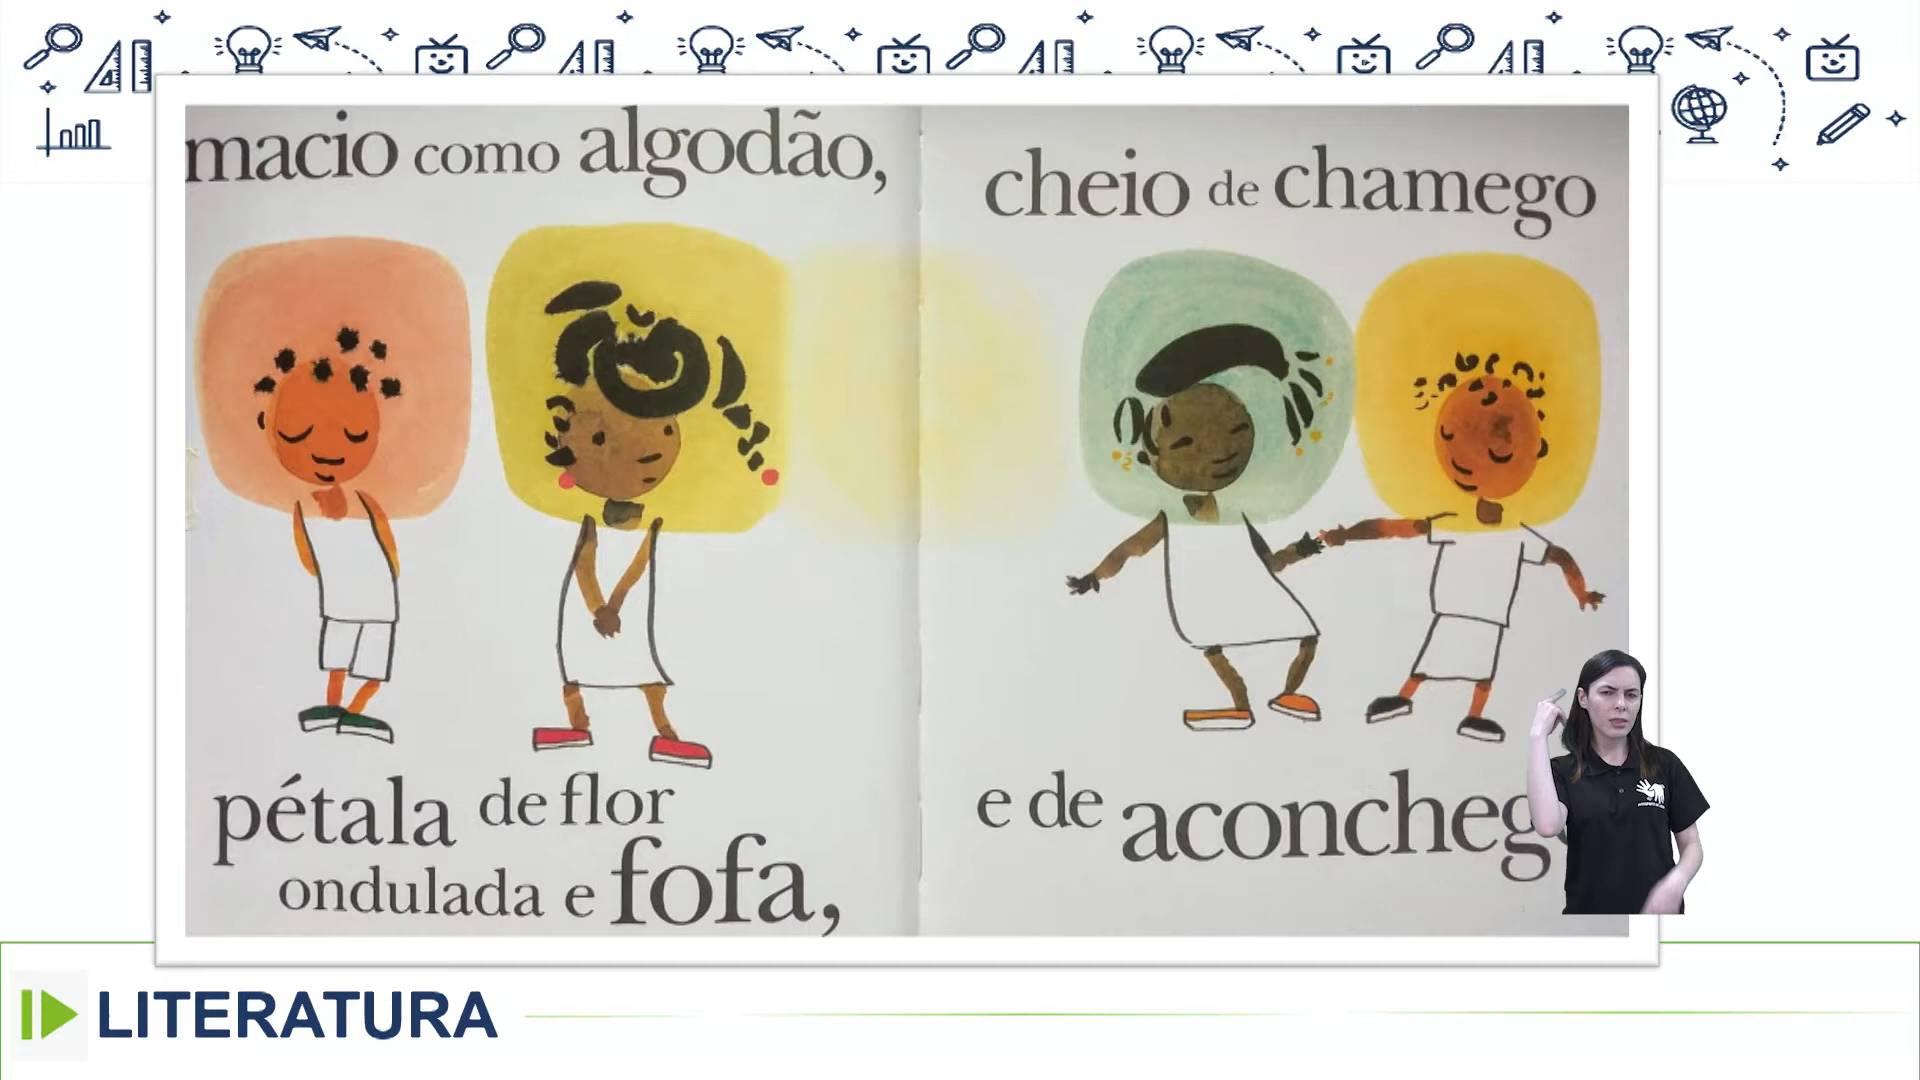 macio como algodão,
pétala de flor
ondulada e fofa,
cheio de chamego
e de aconcheg
LITERATURA